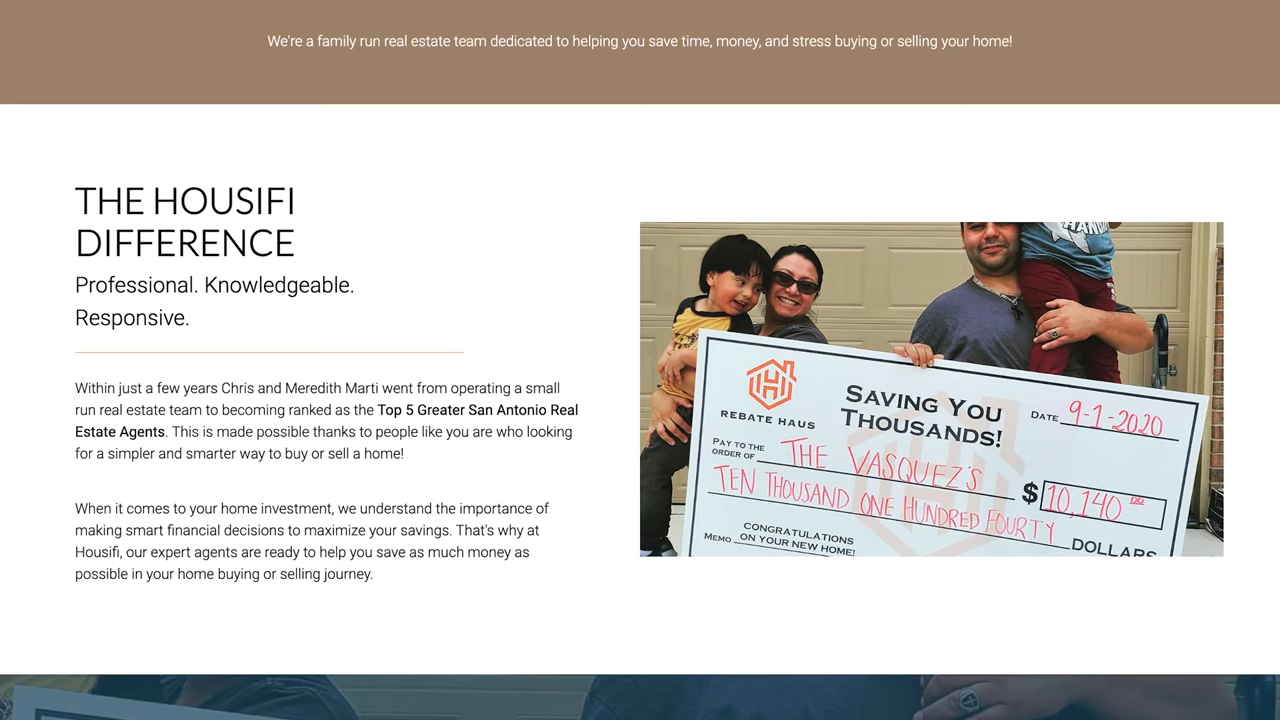 We're a family run real estate team dedicated to helping you save time, money, and stress buying or selling your home!
THE HOUSIFI
DIFFERENCE
Professional. Knowledgeable.
Responsive.
Within just a few years Chris and Meredith Marti went from operating a small
run real estate team to becoming ranked as the Top 5 Greater San Antonio Real
Estate Agents. This is made possible thanks to people like you are who looking
for a simpler and smarter way to buy or sell a home!
When it comes to your home investment, we understand the importance of
making smart financial decisions to maximize your savings. That's why at
Housifi, our expert agents are ready to help you save as much money as
possible in your home buying or selling journey.
REBATE HAUS
SAVING YOU
THOUSANDS!
DATE 9-1-2020
PAY TO THE
ORDER OF THE VASQUEZ'S
$ 10,140 00
TEN THOUSAND ONE HUNDRED FOURTY DOLLARS
MEMO CONGRATULATIONS
ON YOUR NEW HOME!